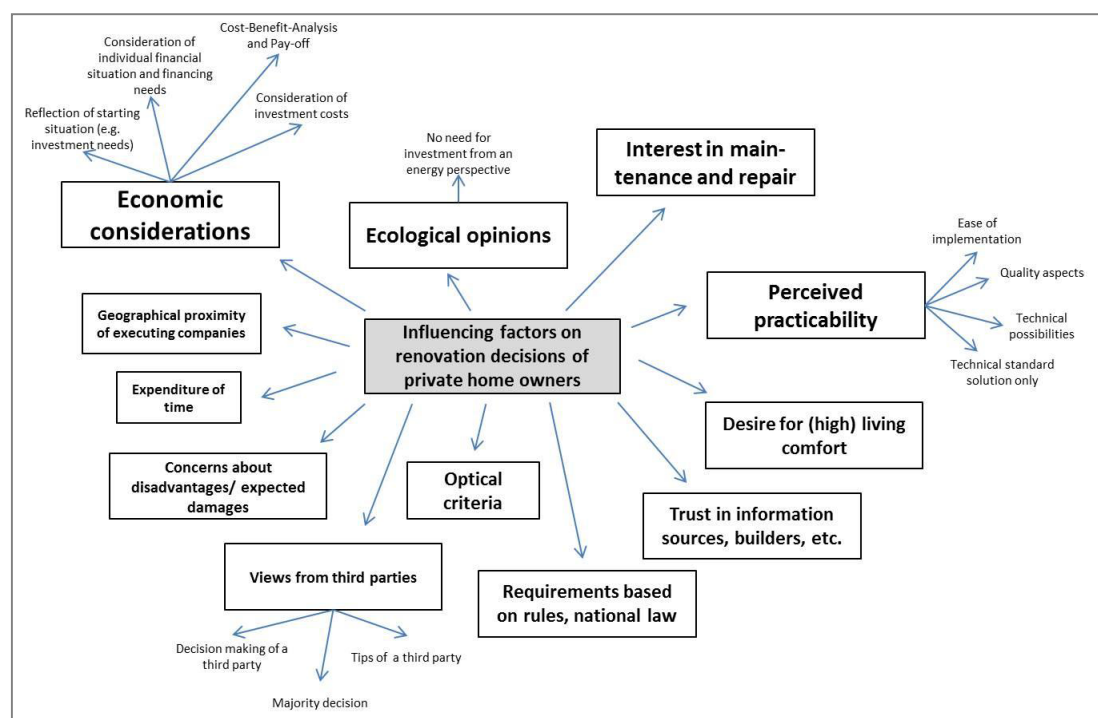 Cost-Benefit-Analysis
and Pay-off
Consideration of
individual financial
situation and financing
needs
Consideration of
investment costs
Reflection of starting
situation (e.g.
investment needs)
Economic
considerations
No need for
investment from an
energy perspective
Ecological opinions
Interest in main-
tenance and repair
Ease of
implementation
Quality aspects
Technical
possibilities
Technical standard
solution only
Perceived
practicability
Geographical proximity
of executing companies
Influencing factors on
renovation decisions of
private home owners
Expenditure of
time
Desire for (high) living
comfort
Concerns about
disadvantages/ expected
damages
Optical
criteria
Trust in information
sources, builders, etc.
Views from third parties
Requirements based
on rules, national law
Decision making of a
third party
Tips of a third party
Majority decision